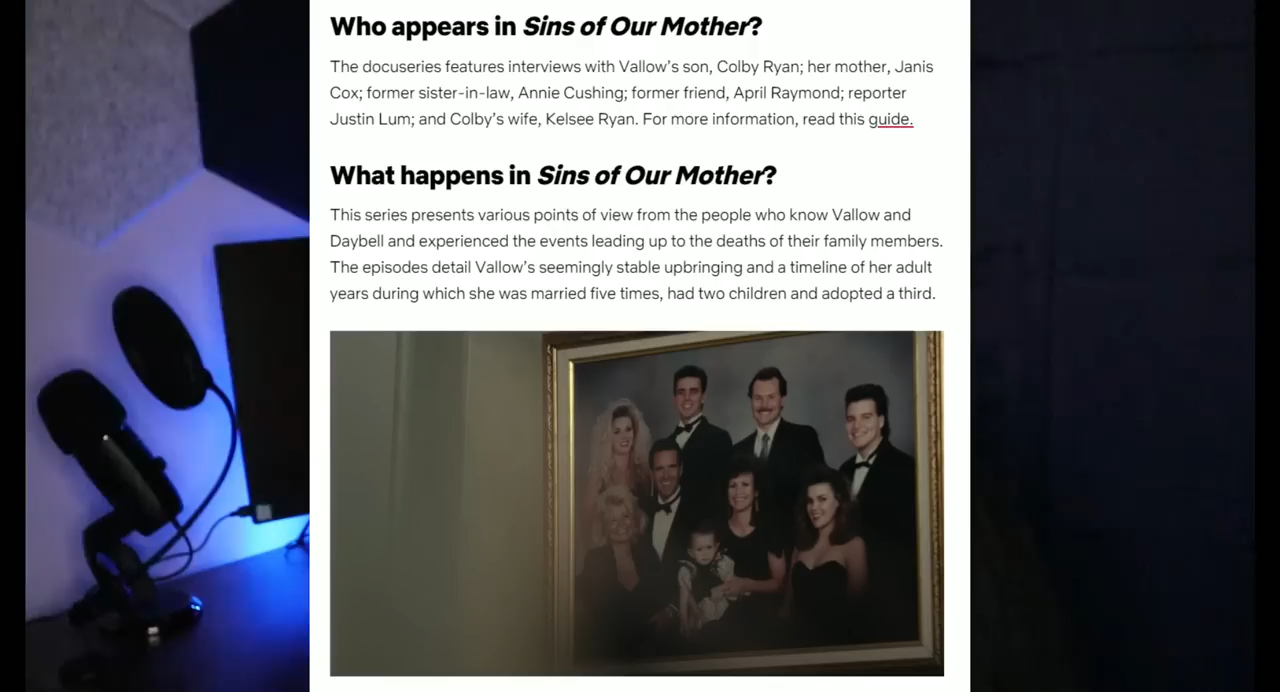 Who appears in Sins of Our Mother?
The docuseries features interviews with Vallow’s son, Colby Ryan; her mother, Janis
Cox; former sister-in-law, Annie Cushing; former friend, April Raymond; reporter
Justin Lum; and Colby’s wife, Kelsee Ryan. For more information, read this guide.
What happens in Sins of Our Mother?
This series presents various points of view from the people who know Vallow and
Daybell and experienced the events leading up to the deaths of their family members.
The episodes detail Vallow’s seemingly stable upbringing and a timeline of her adult
years during which she was married five times, had two children and adopted a third.